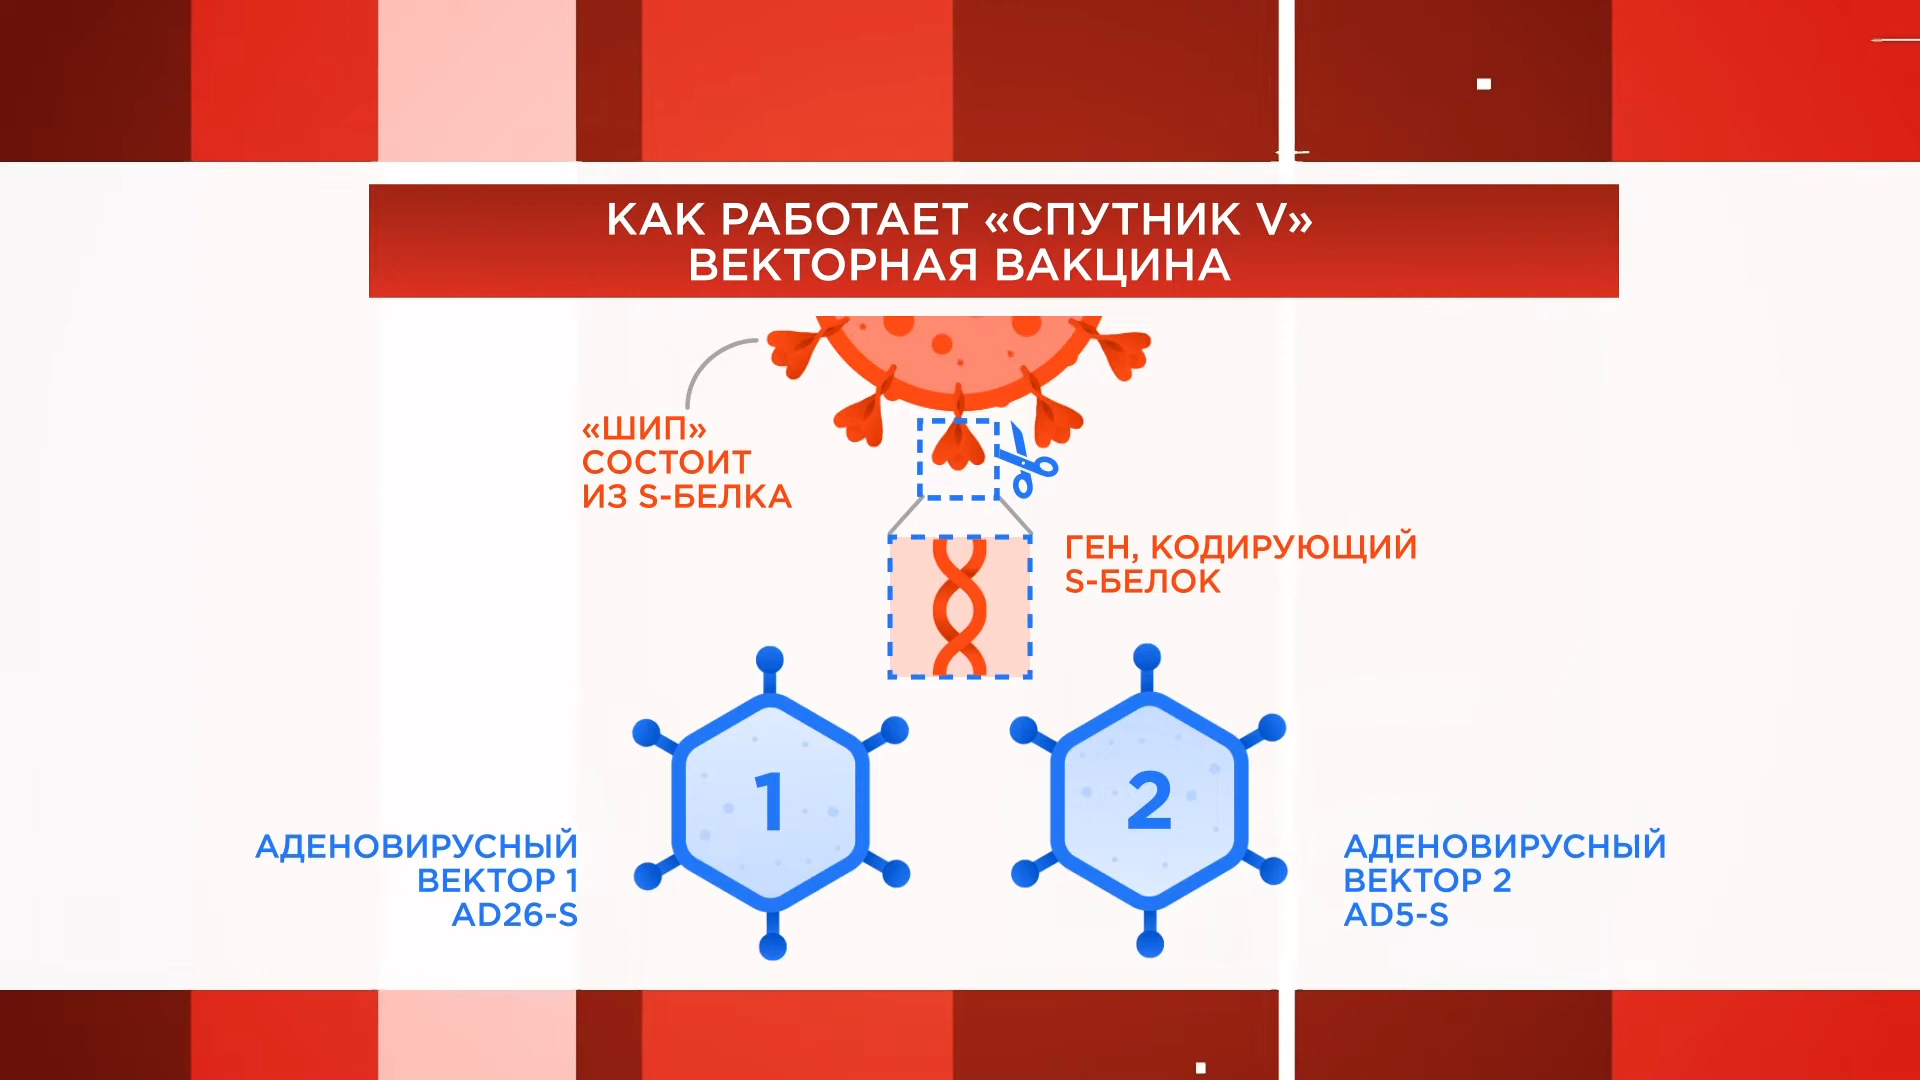 КАК РАБОТАЕТ «СПУТНИК V»
ВЕКТОРНАЯ ВАКЦИНА
«ШИП»
СОСТОИТ
ИЗ S-БЕЛКА
ГЕН, КОДИРУЮЩИЙ
S-БЕЛОК
1
2
АДЕНОВИРУСНЫЙ
ВЕКТОР 1
AD26-S
АДЕНОВИРУСНЫЙ
ВЕКТОР 2
AD5-S